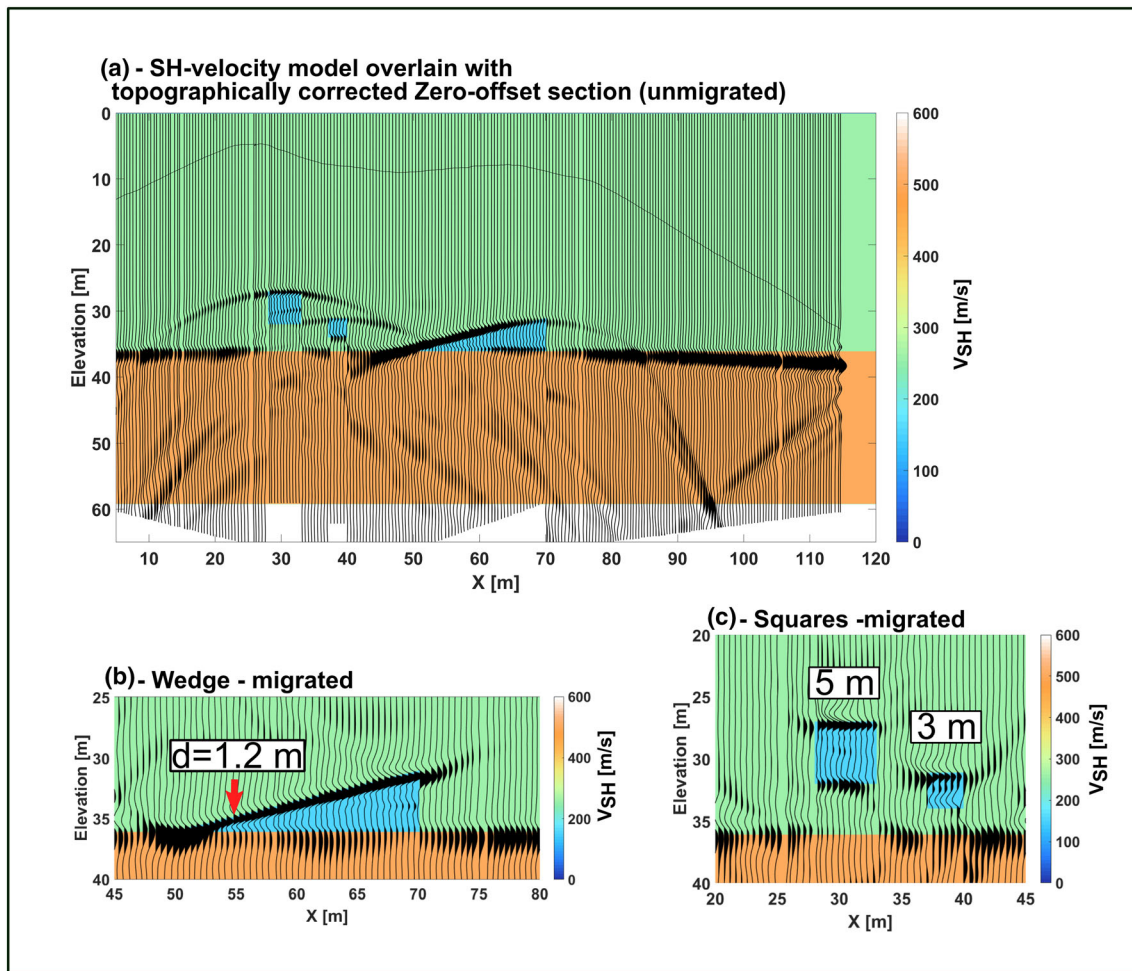 (a) - SH-velocity model overlain with
topographically corrected Zero-offset section (unmigrated)
0
10
20
30
40
50
60
Elevation [m]
10 20 30 40 50 60 70 80 90 100 110 120
X [m]
600
500
400
300
200
100
0
VSH [m/s]
(b) - Wedge - migrated
d=1.2 m
25
30
35
40
Elevation [m]
45 50 55 60 65 70 75 80
X [m]
600
400
200
0
VSH [m/s]
(c) - Squares -migrated
5 m
3 m
20
25
30
35
40
Elevation [m]
20 25 30 35 40 45
X [m]
600
500
400
300
200
100
0
VSH [m/s]